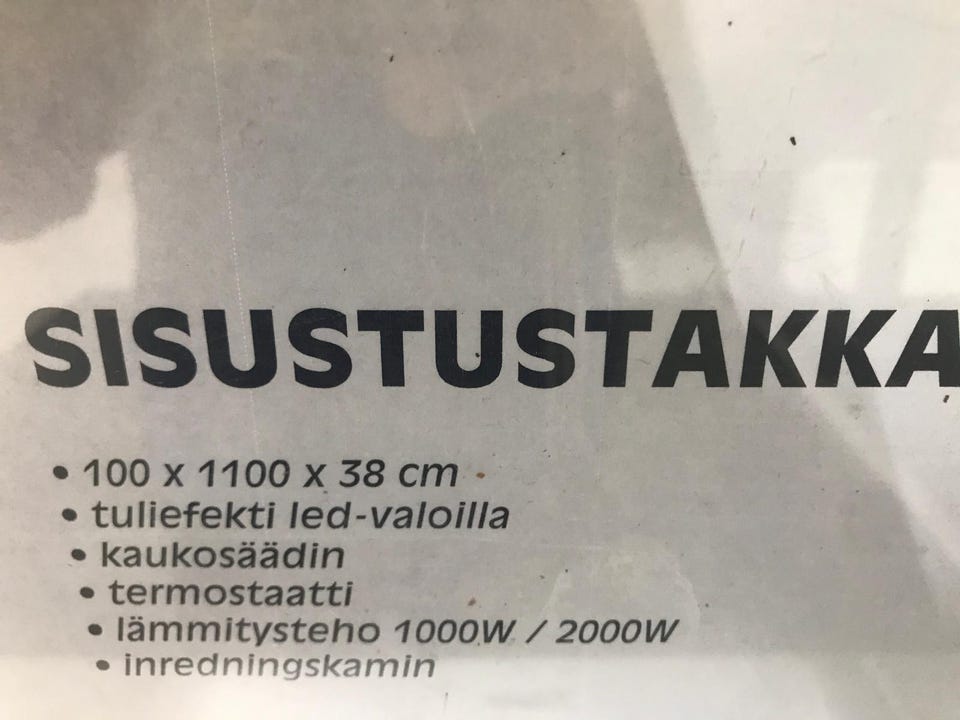 SISUSTUSTAKKA
• 100 x 1100 x 38 cm
• tuliefekti led-valoilla
• kaukosäädin
• termostaatti
• lämmitysteho 1000W / 2000W
• inredningskamin